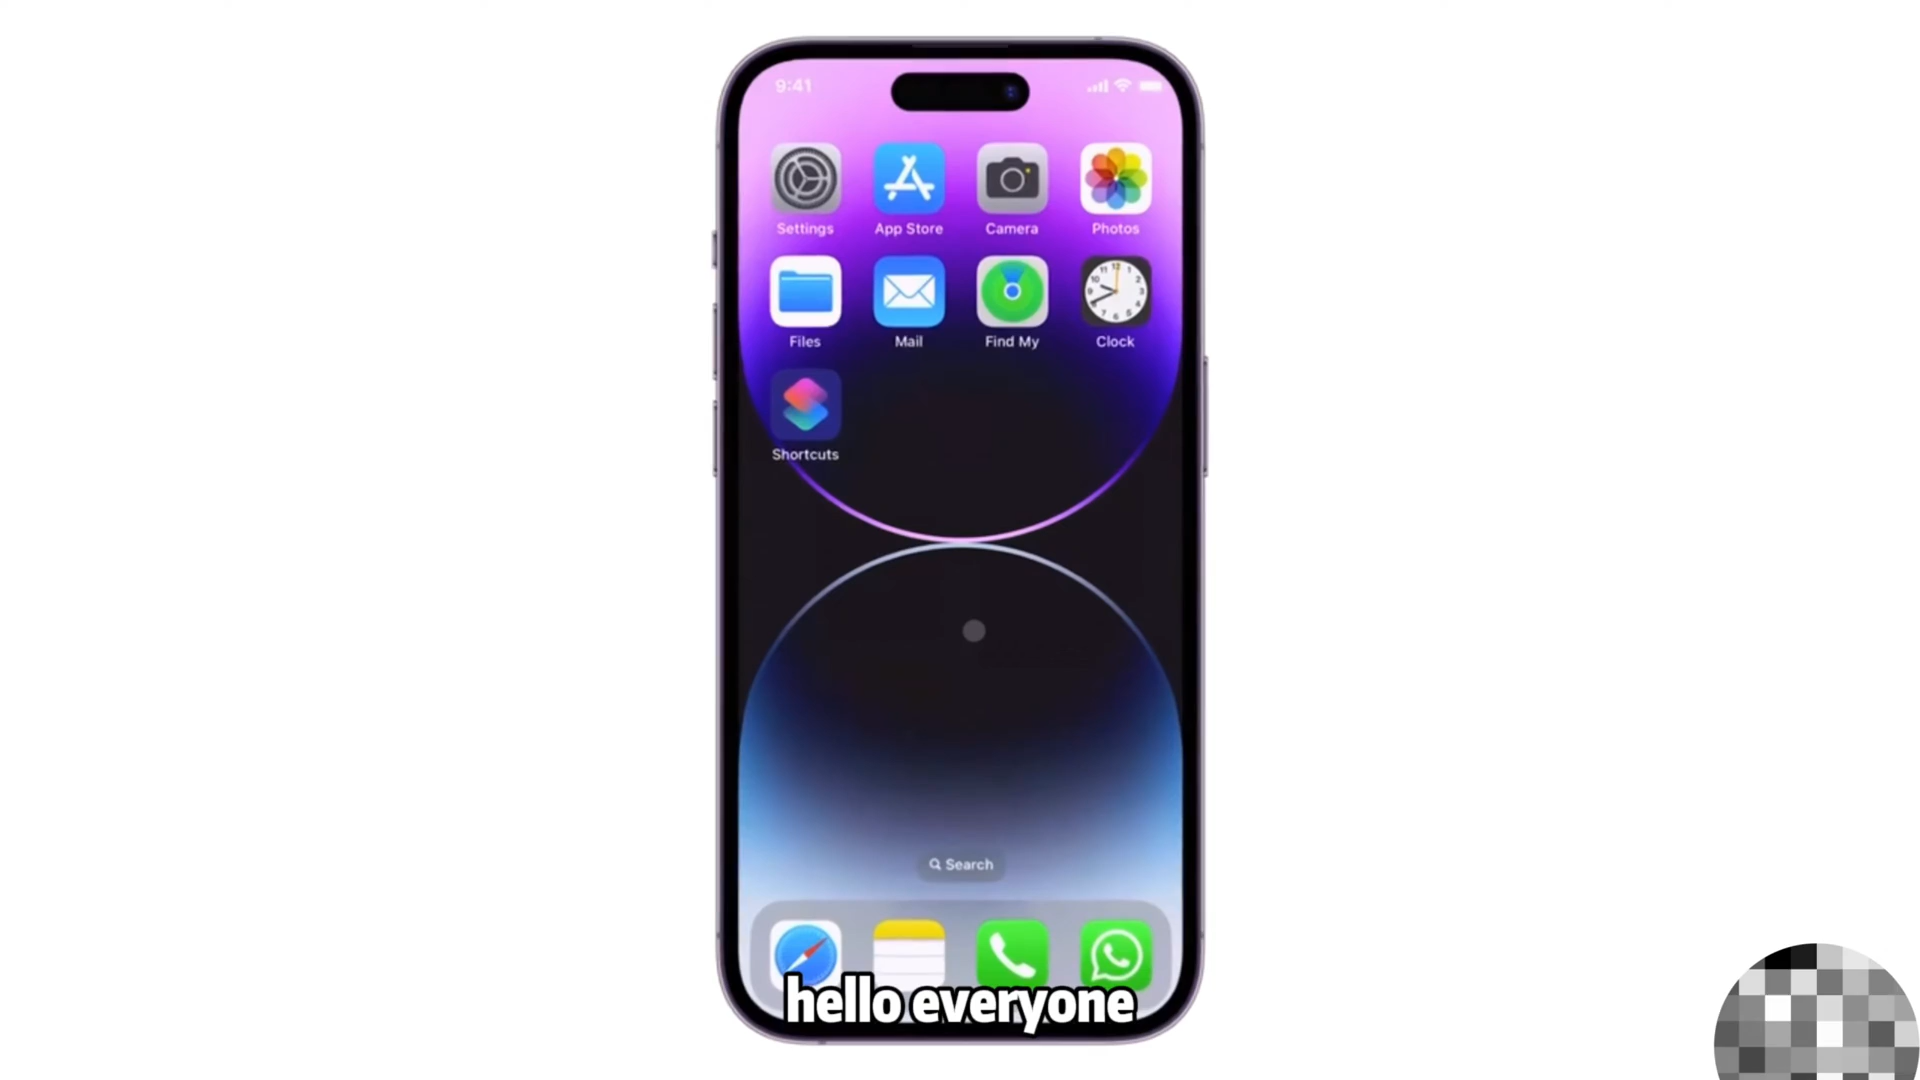 9:41
Settings App Store Camera Photos
Files Mail Find My Clock
Shortcuts
Search
hello everyone